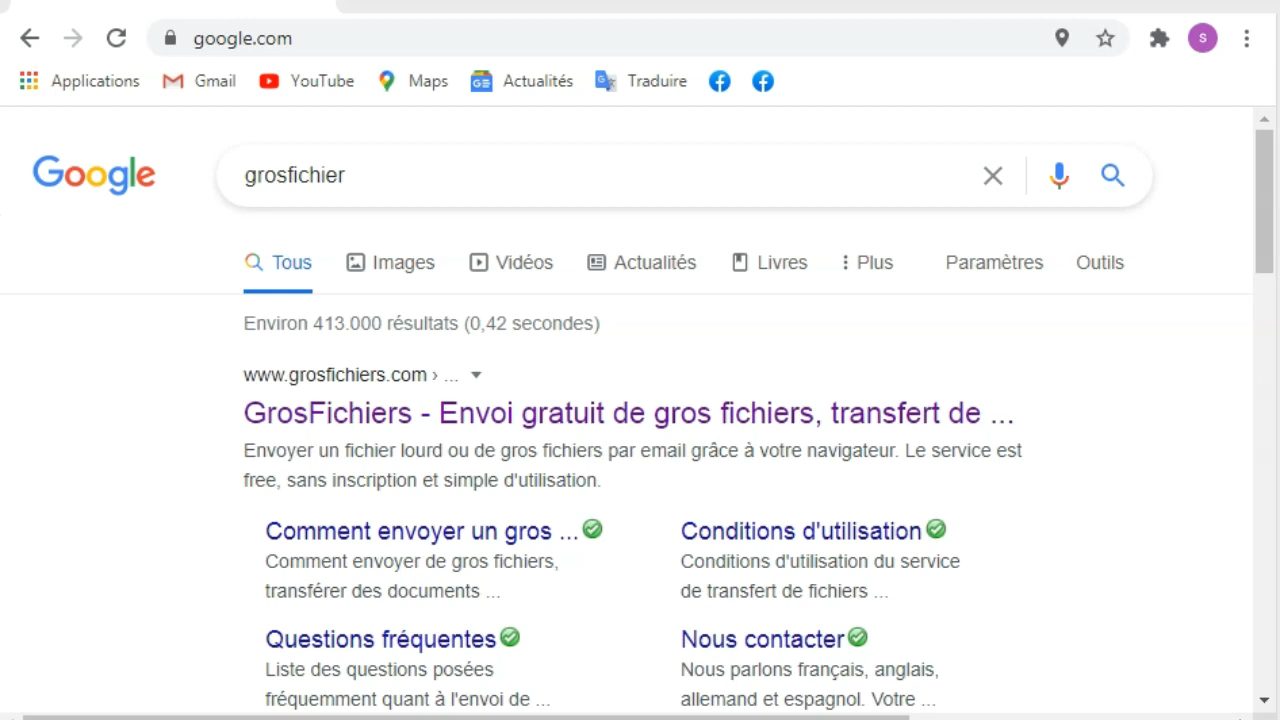 google.com S
Applications Gmail YouTube Maps Actualités Traduire
Google grosfichier
Tous Images Vidéos Actualités Livres Plus Paramètres Outils
Environ 413.000 résultats (0,42 secondes)
www.grosfichiers.com › ...
GrosFichiers - Envoi gratuit de gros fichiers, transfert de ...
Envoyer un fichier lourd ou de gros fichiers par email grâce à votre navigateur. Le service est
free, sans inscription et simple d'utilisation.
Comment envoyer un gros ...
Comment envoyer de gros fichiers,
transférer des documents ...
Conditions d'utilisation
Conditions d'utilisation du service
de transfert de fichiers ...
Questions fréquentes
Liste des questions posées
fréquemment quant à l'envoi de ...
Nous contacter
Nous parlons français, anglais,
allemand et espagnol. Votre ...